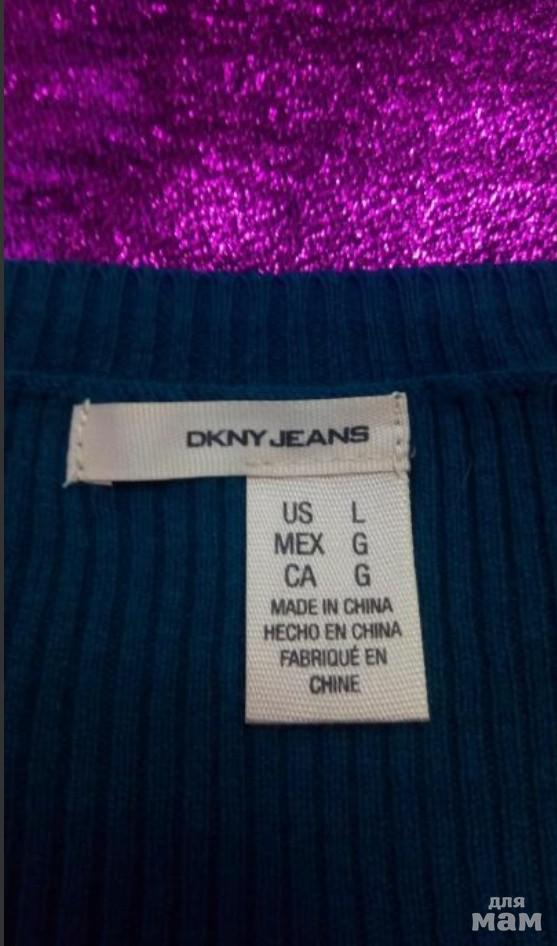 DKNY JEANS
US L
MEX G
CA G
MADE IN CHINA
HECHO EN CHINA
FABRIQUÉ EN
CHINE
для
мам